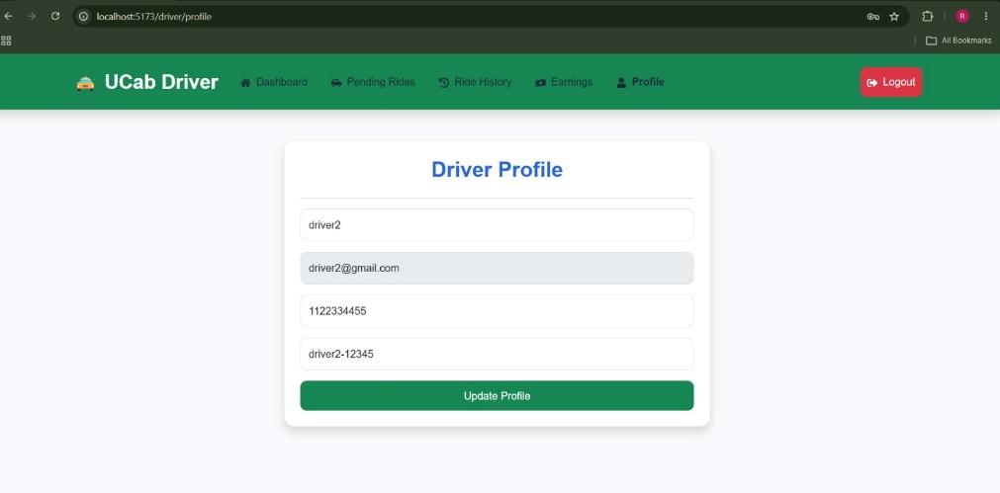 localhost:5173/driver/profile
R
All Bookmarks
UCab Driver Dashboard Pending Rides Ride History Earnings Profile Logout
Driver Profile
driver2
driver2@gmail.com
1122334455
driver2-12345
Update Profile